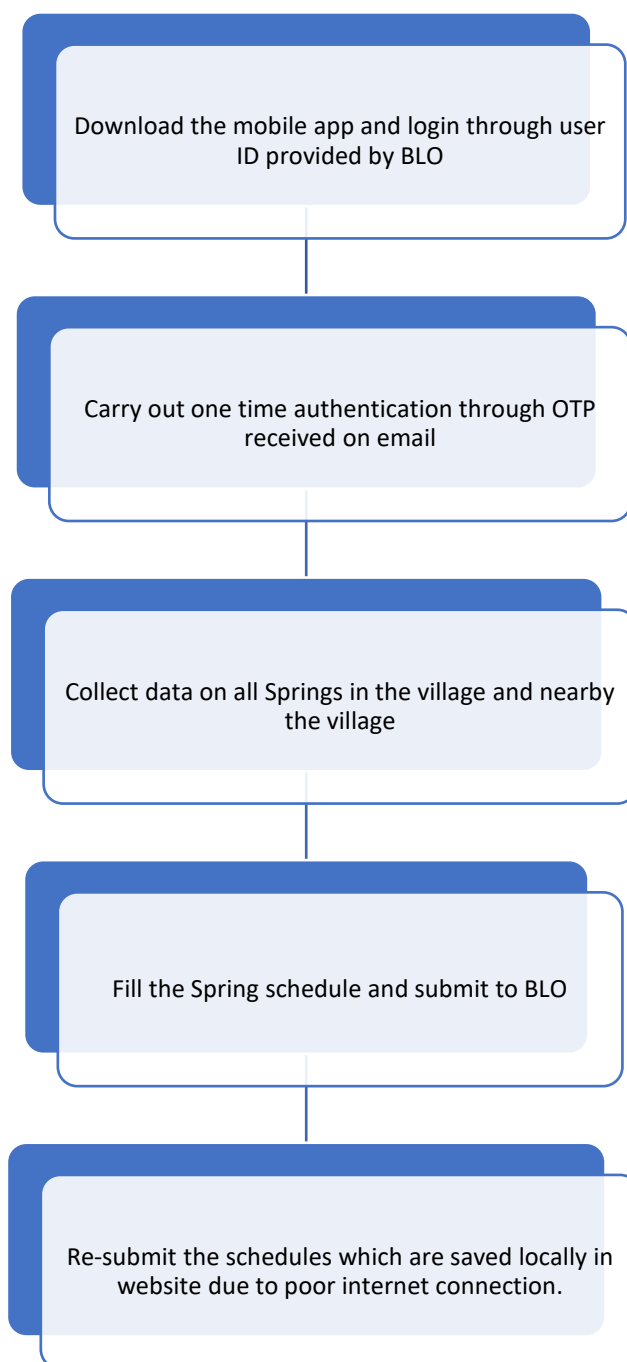 Download the mobile app and login through user
ID provided by BLO
Carry out one time authentication through OTP
received on email
Collect data on all Springs in the village and nearby
the village
Fill the Spring schedule and submit to BLO
Re-submit the schedules which are saved locally in
website due to poor internet connection.